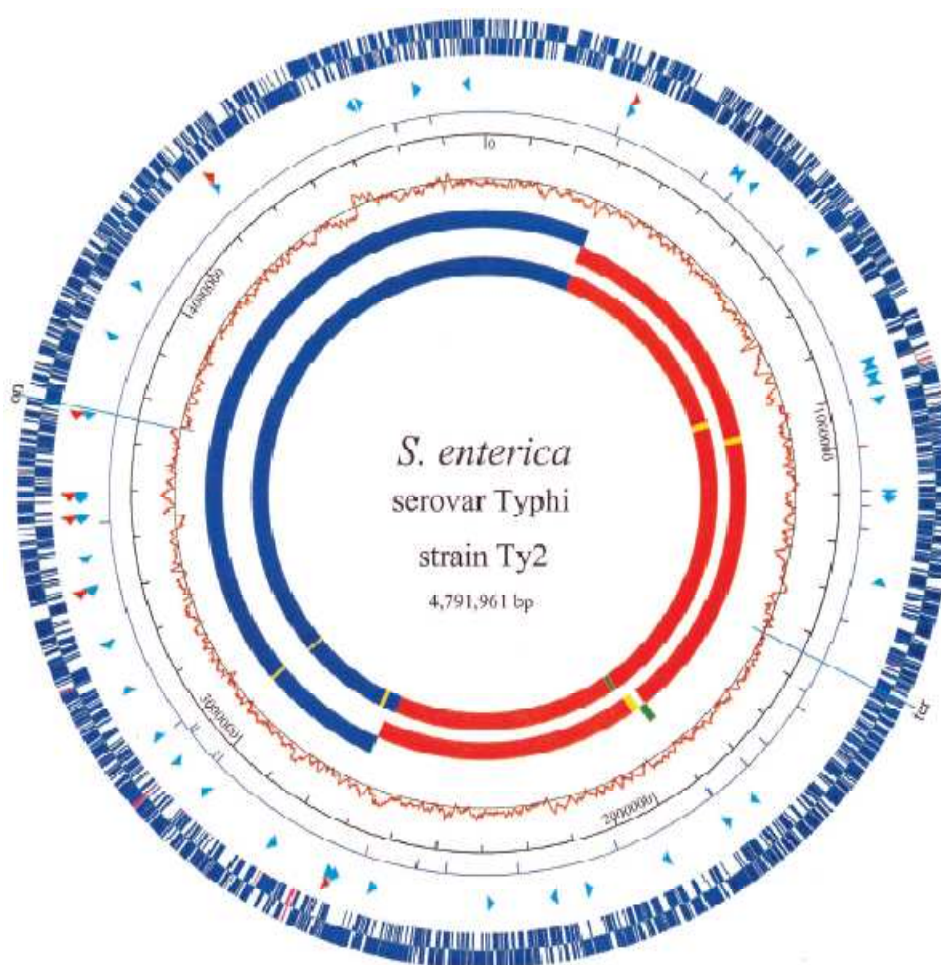 0
1000000
ter
2000000
3000000
ori
4000000
S. enterica
serovar Typhi
strain Ty2
4,791,961 bp